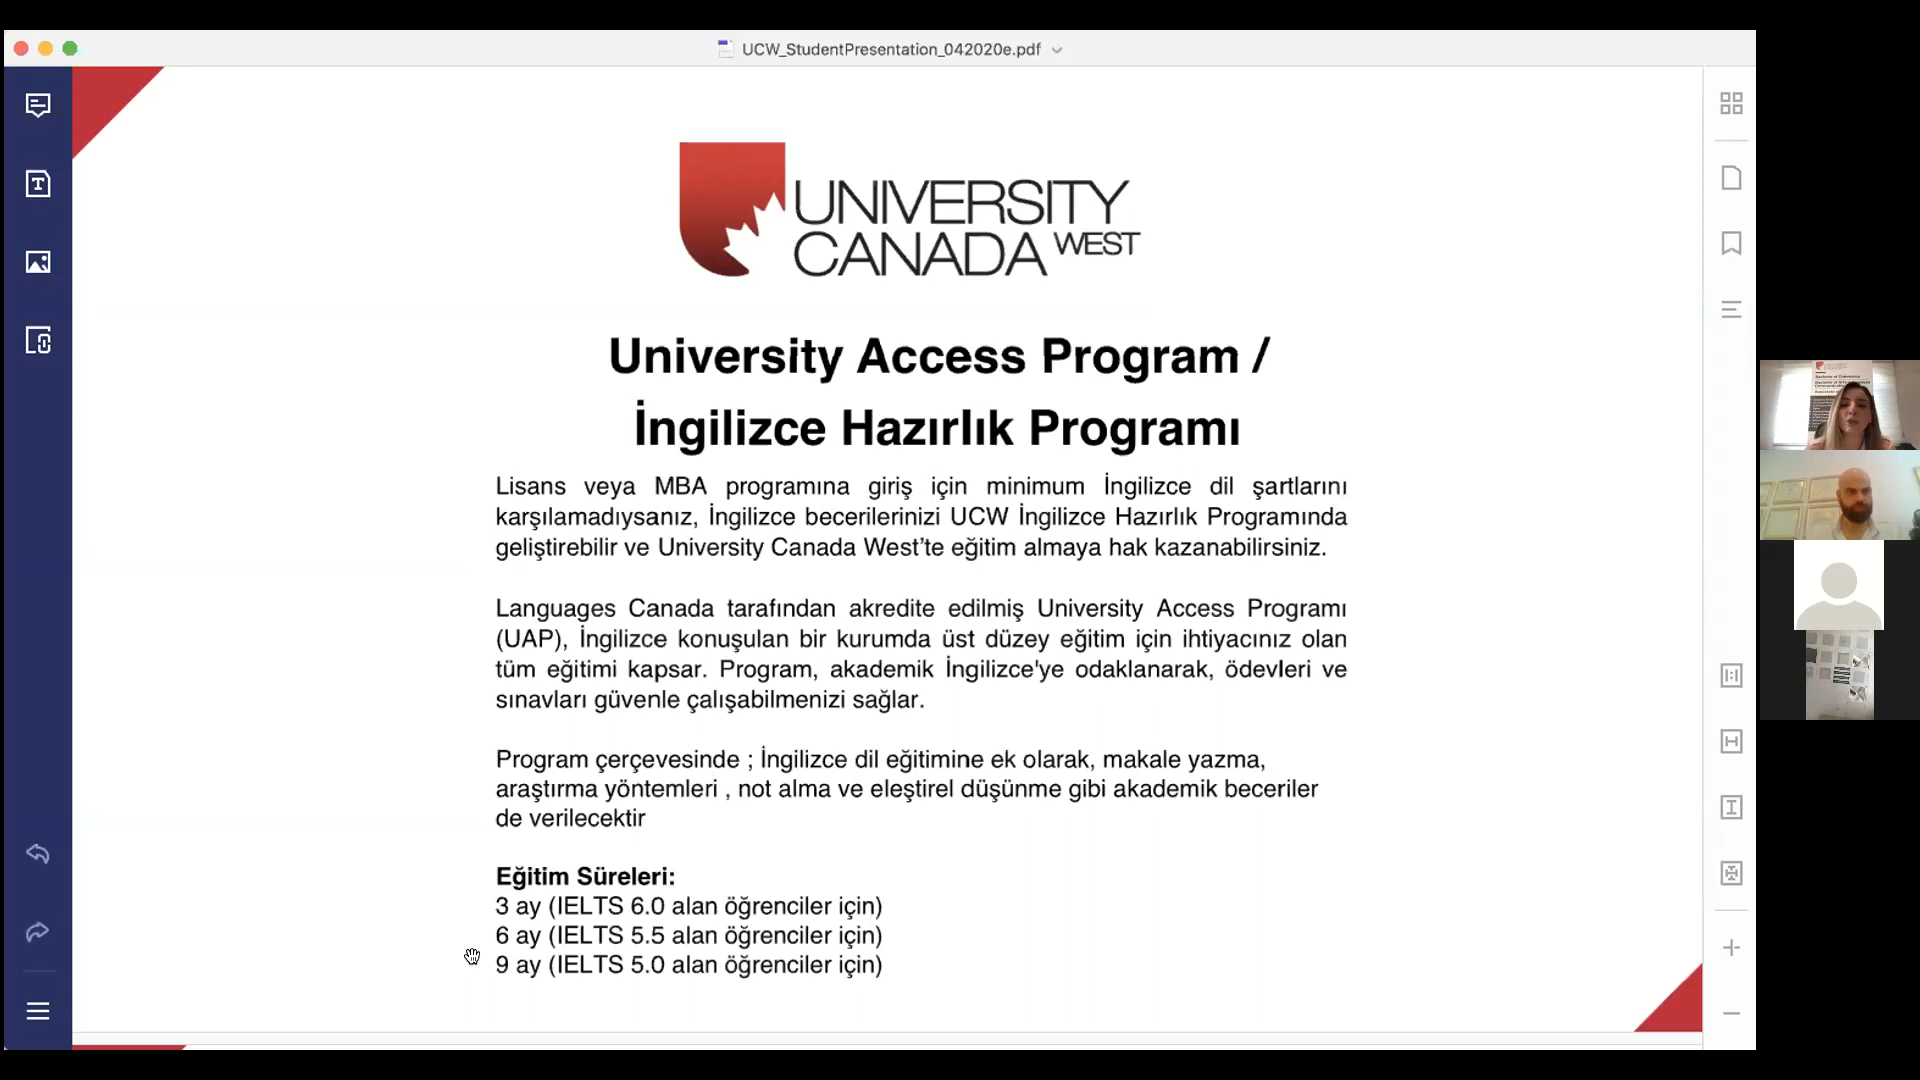 UCW_StudentPresentation_042020e.pdf
UNIVERSITY
CANADA WEST
University Access Program /
İngilizce Hazırlık Programı
Lisans veya MBA programına giriş için minimum İngilizce dil şartlarını
karşılamadıysanız, İngilizce becerilerinizi UCW İngilizce Hazırlık Programında
geliştirebilir ve University Canada West’te eğitim almaya hak kazanabilirsiniz.
Languages Canada tarafından akredite edilmiş University Access Programı
(UAP), İngilizce konuşulan bir kurumda üst düzey eğitim için ihtiyacınız olan
tüm eğitimi kapsar. Program, akademik İngilizce'ye odaklanarak, ödevleri ve
sınavları güvenle çalışabilmenizi sağlar.
Program çerçevesinde ; İngilizce dil eğitimine ek olarak, makale yazma,
araştırma yöntemleri , not alma ve eleştirel düşünme gibi akademik beceriler
de verilecektir
Eğitim Süreleri:
3 ay (IELTS 6.0 alan öğrenciler için)
6 ay (IELTS 5.5 alan öğrenciler için)
9 ay (IELTS 5.0 alan öğrenciler için)